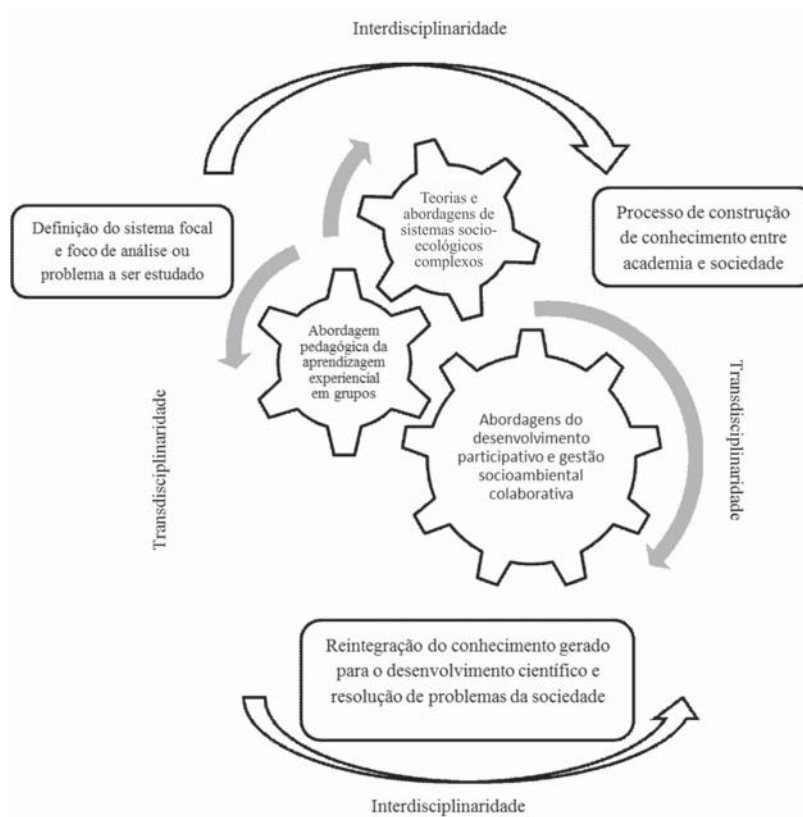 Interdisciplinaridade
Teorias e
abordagens de
sistemas socio-
ecológicos
complexos
Definição do sistema focal
e foco de análise ou
problema a ser estudado
Processo de construção
de conhecimento entre
academia e sociedade
Abordagem
pedagógica da
aprendizagem
experiencial
em grupos
Abordagens do
desenvolvimento
participativo e gestão
socioambiental
colaborativa
Transdisciplinaridade
Transdisciplinaridade
Reintegração do conhecimento gerado
para o desenvolvimento científico e
resolução de problemas da sociedade
Interdisciplinaridade